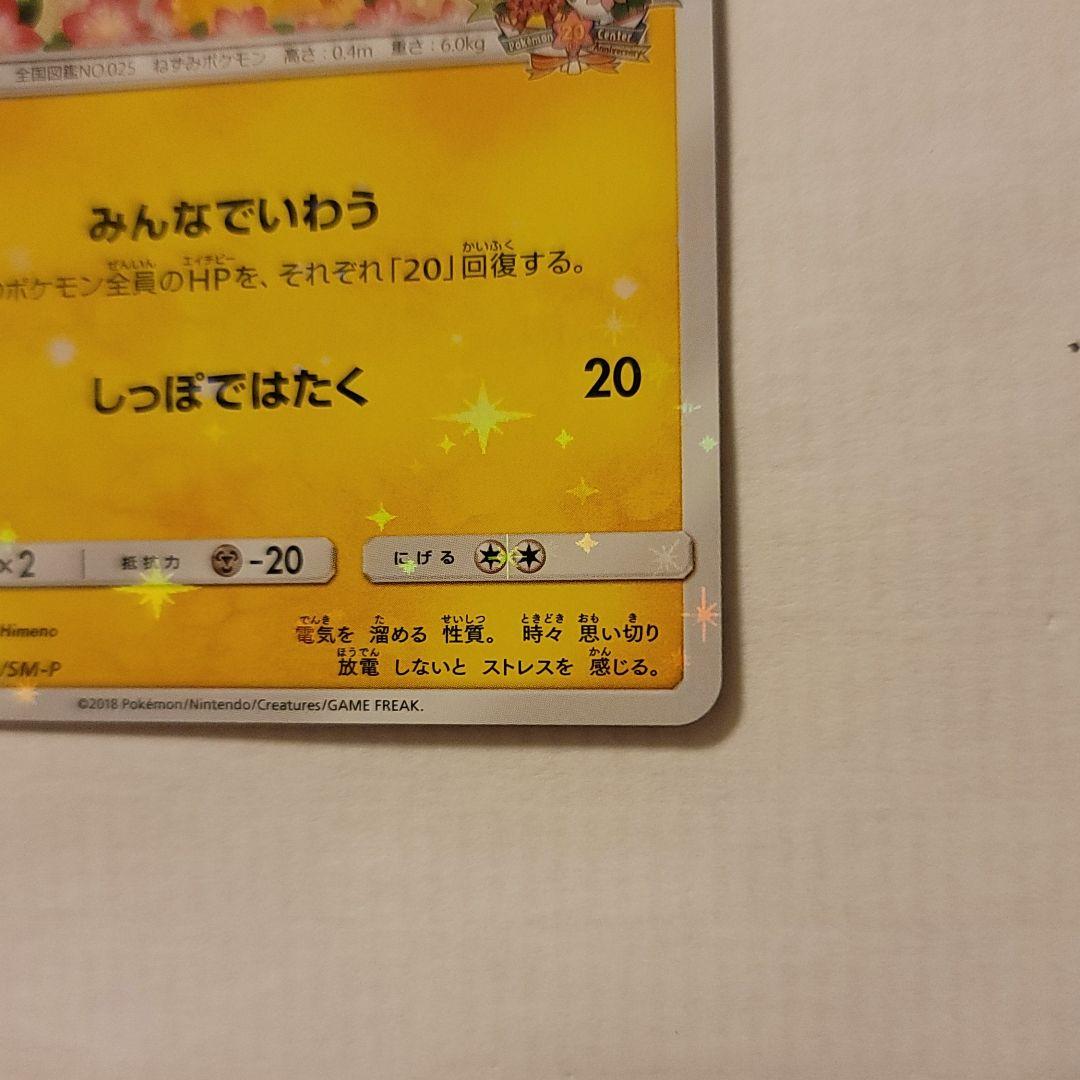 Pokémon 20 Center
Anniversary
全国図鑑NO.025 ねずみポケモン 高さ:0.4m 重さ:6.0kg
みんなでいわう
ポケモン全員のHPを、それぞれ「20」回復する。
しっぽではたく 20
×2 抵抗力 -20 にげる
Himeno
/SM-P
電気を 溜める 性質。 時々 思い切り
放電 しないと ストレスを 感じる。
©2018 Pokémon/Nintendo/Creatures/GAME FREAK.